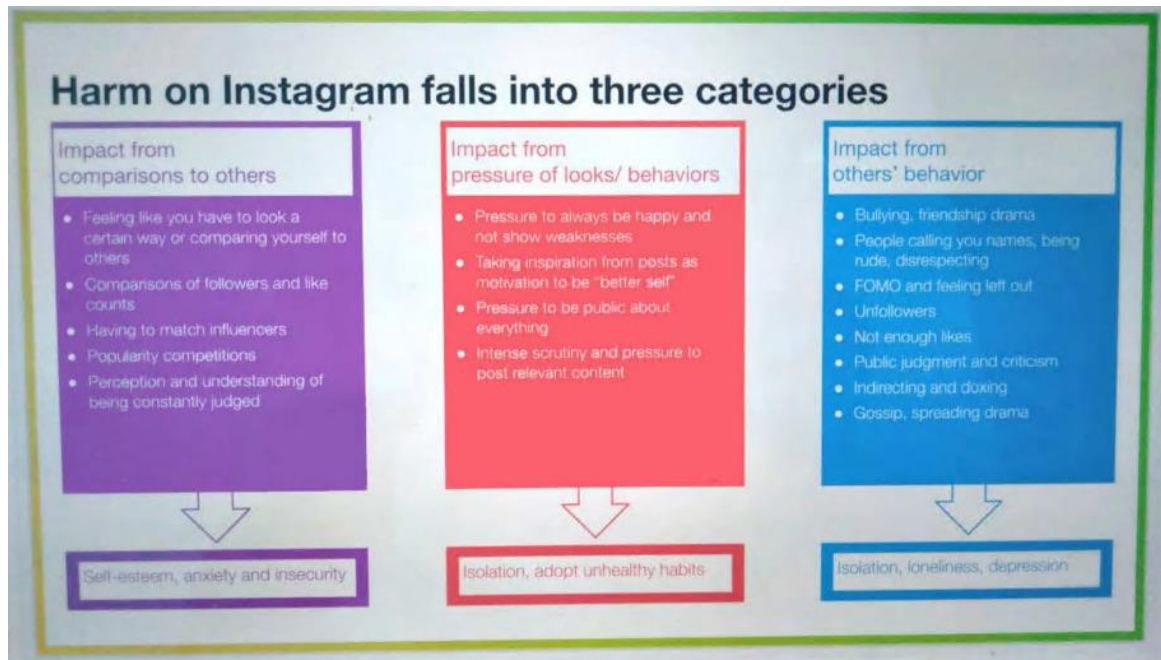 Harm on Instagram falls into three categories
Impact from
comparisons to others
• Feeling like you have to look a
certain way or comparing yourself to
others
• Comparisons of followers and like
counts
• Having to match influencers
• Popularity competitions
• Perception and understanding of
being constantly judged
Self-esteem, anxiety and insecurity
Impact from
pressure of looks/ behaviors
• Pressure to always be happy and
not show weaknesses
• Taking inspiration from posts as
motivation to be "better self"
• Pressure to be public about
everything
• Intense scrutiny and pressure to
post relevant content
Isolation, adopt unhealthy habits
Impact from
others' behavior
• Bullying, friendship drama
• People calling you names, being
rude, disrespecting
• FOMO and feeling left out
• Unfollowers
• Not enough likes
• Public judgment and criticism
• Indirecting and doxing
• Gossip, spreading drama
Isolation, loneliness, depression